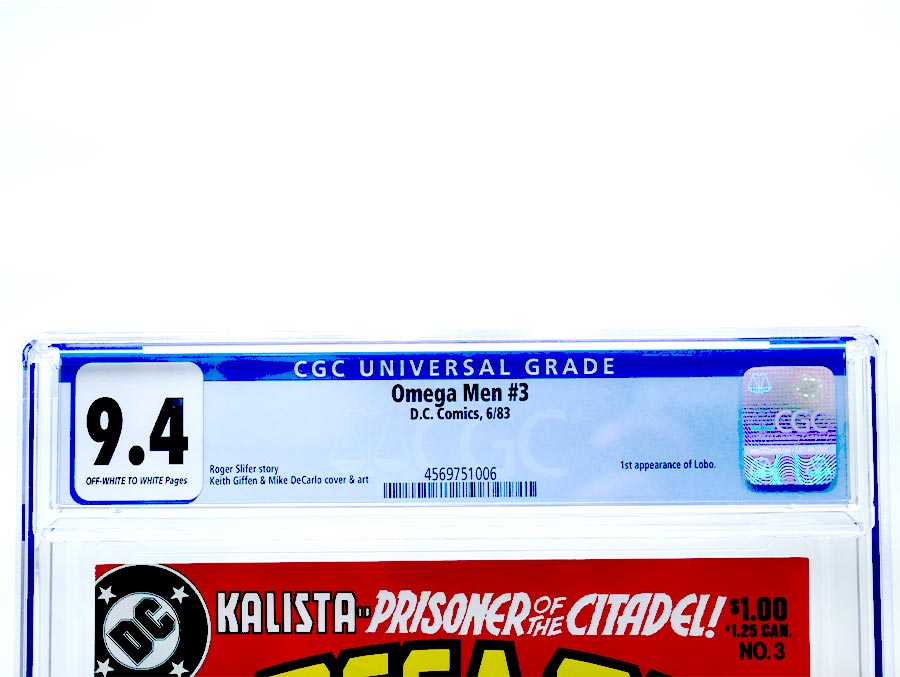 CGC UNIVERSAL GRADE
Omega Men #3
D.C. Comics, 6/83
9.4
OFF-WHITE TO WHITE Pages
Roger Slifer story
Keith Giffen & Mike DeCarlo cover & art
4569751006
1st appearance of Lobo.
CGC
CGC
DC
KALISTA-- PRISONER OF THE CITADEL!
$1.00
$1.25 CAN.
NO. 3